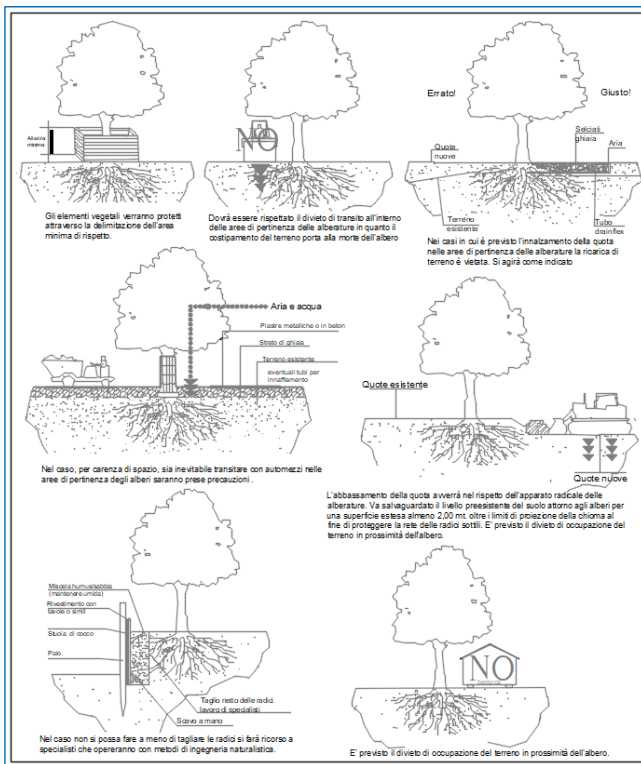 Altezza
minima
Gli elementi vegetali verranno protetti
attraverso la delimitazione dell'area
minima di rispetto.
NO
Dovrà essere rispettato il divieto di transito all'interno
delle aree di pertinenza delle alberature in quanto il
costipamento del terreno porta alla morte dell'albero
Errato!
Giusto!
Quote
nuove
Selciati
ghiaia
Aria
Terreno
esistente
Tubo
drainflex
Nei casi in cui è previsto l'innalzamento della quota
nelle aree di pertinenza delle alberature la ricarica di
terreno è vietata. Si agirà come indicato
Aria e acqua
Piastre metalliche o in beton
Strato di ghiaia
Terreno esistente
eventuali tubi per
innaffiamento
Nel caso, per carenza di spazio, sia inevitabile transitare con automezzi nelle
aree di pertinenza degli alberi saranno prese precauzioni .
Quote esistente
Quote nuove
L'abbassamento della quota avverrà nel rispetto dell'apparato radicale delle
alberature. Va salvaguardato il livello preesistente del suolo attorno agli alberi per
una superficie estesa almeno 2,00 mt. oltre i limiti di proiezione della chioma al
fine di proteggere la rete delle radici sottili. E' previsto il divieto di occupazione del
terreno in prossimità dell'albero.
Miscela humus/sabbia
(mantenere umida)
Rivestimento con
tavole o simili
Stuoia di cocco
Palo
Taglio netto delle radici
lavoro di specialisti
Scavo a mano
Nel caso non si possa fare a meno di tagliare le radici si farà ricorso a
specialisti che opereranno con metodi di ingegneria naturalistica.
NO
baracca
E' previsto il divieto di occupazione del terreno in prossimità dell'albero.